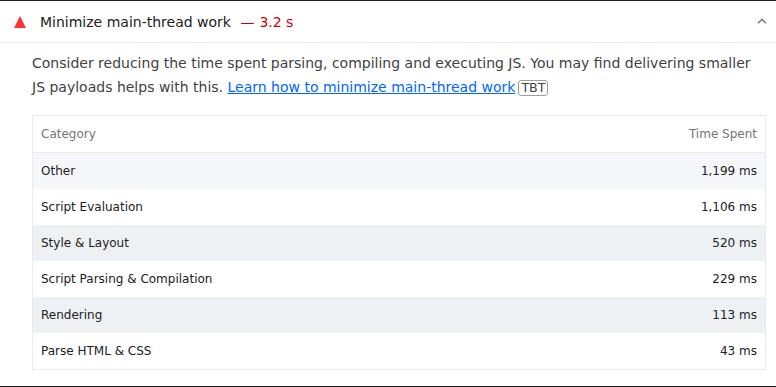 Minimize main-thread work — 3.2 s
Consider reducing the time spent parsing, compiling and executing JS. You may find delivering smaller
JS payloads helps with this. Learn how to minimize main-thread work TBT
Category Time Spent
Other 1,199 ms
Script Evaluation 1,106 ms
Style & Layout 520 ms
Script Parsing & Compilation 229 ms
Rendering 113 ms
Parse HTML & CSS 43 ms